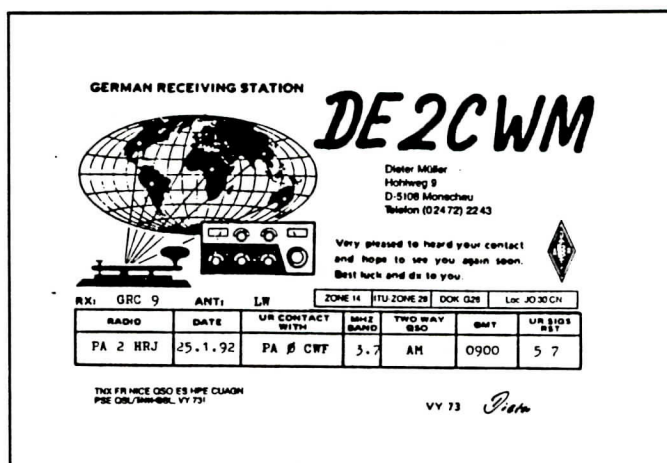 GERMAN RECEIVING STATION
DE2CWM
Dieter Müller
Hohlweg 9
D-5108 Monschau
Telefon (02472) 2243
Very pleased to heard your contact
and hope to see you again soon.
Best luck and dx to you.
RX: GRC 9 ANT: LW
ZONE 14 ITU-ZONE 28 DOK G26 Loc JO 30 CN
RADIO DATE UR CONTACT WITH MHZ BAND TWO WAY QSO GMT UR SIGS RST
PA 2 HRJ 25.1.92 PA Ø CWF 3.7 AM 0900 5 7
TNX FR NICE QSO ES HPE CUAGN
PSE QSL/ VY 73!
VY 73 Dieter